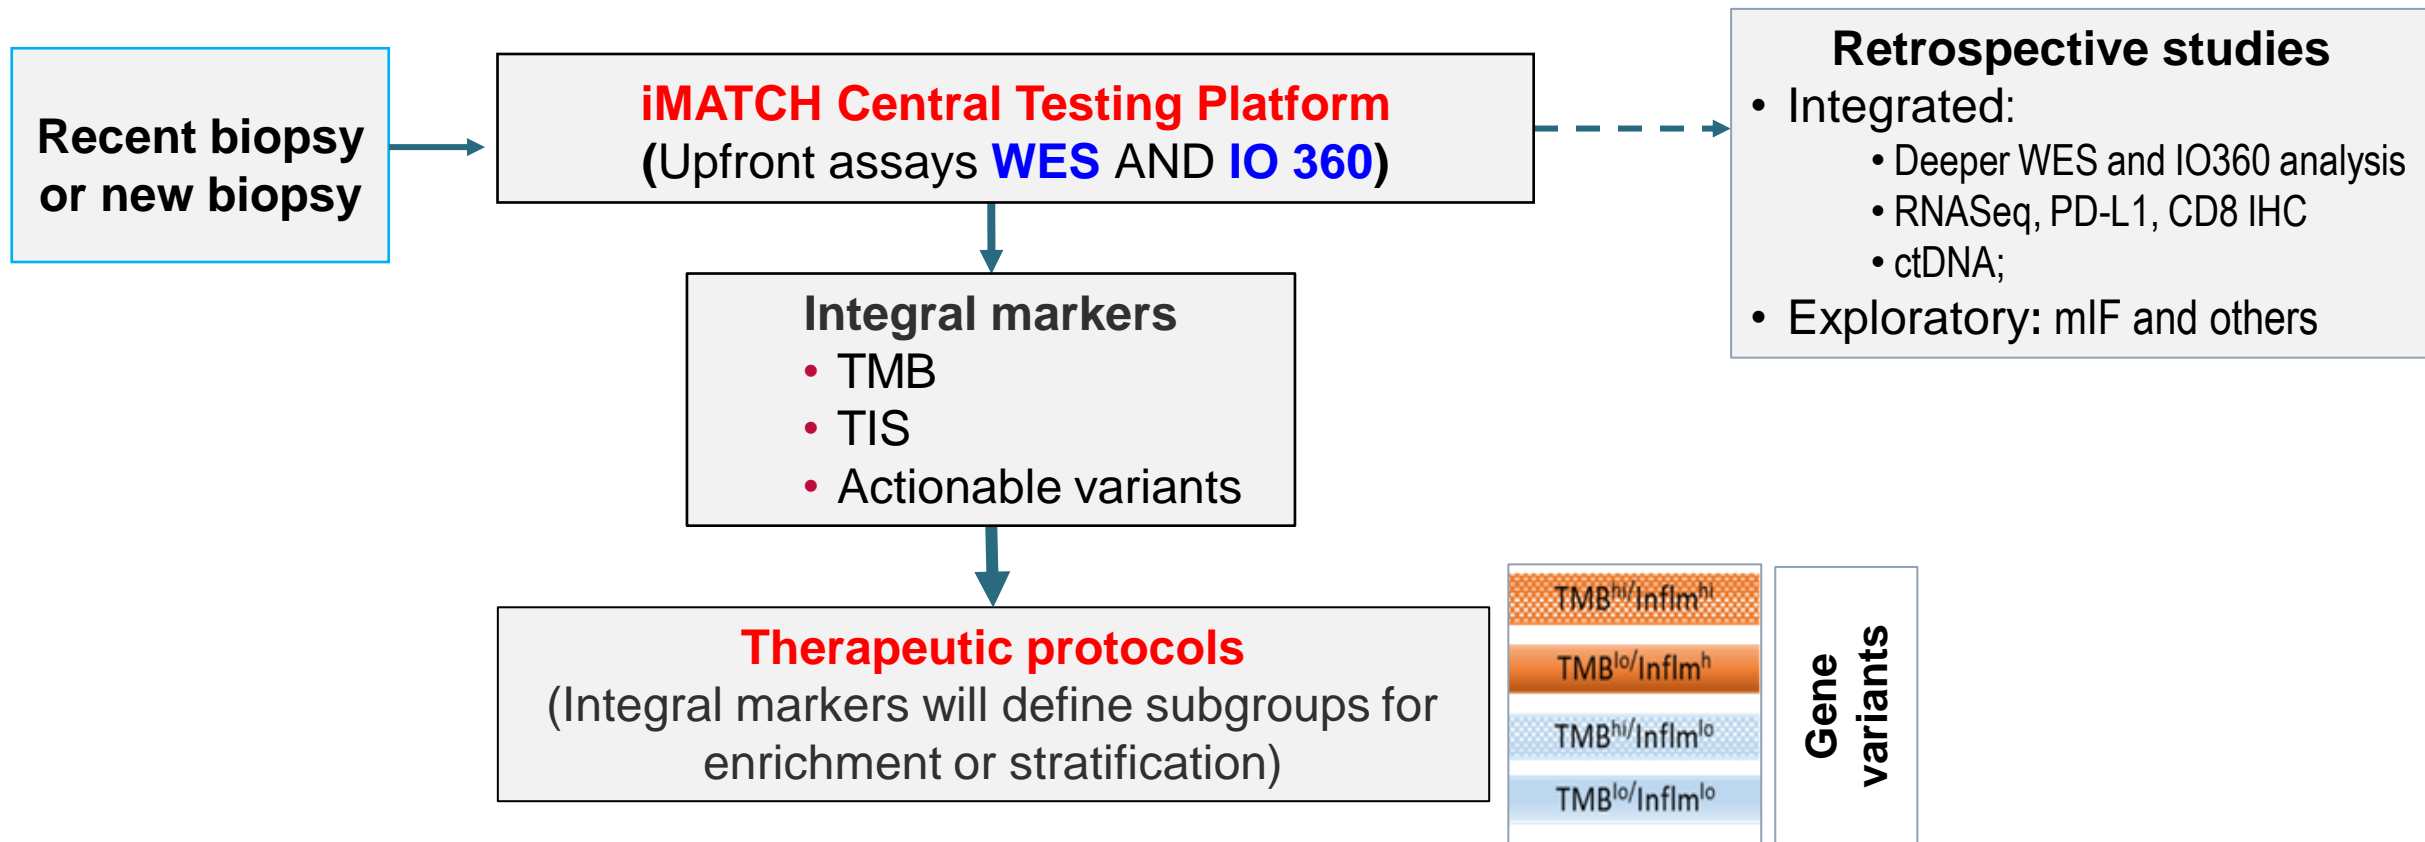 Recent biopsy
or new biopsy
iMATCH Central Testing Platform
(Upfront assays WES AND IO 360)
Retrospective studies
• Integrated:
• Deeper WES and IO360 analysis
• RNASeq, PD-L1, CD8 IHC
• ctDNA;
• Exploratory: mIF and others
Integral markers
• TMB
• TIS
• Actionable variants
Therapeutic protocols
(Integral markers will define subgroups for
enrichment or stratification)
TMBhi/Inflmhi
TMBlo/Inflmh
TMBhi/Inflmlo
TMBlo/Inflmlo
Gene
variants